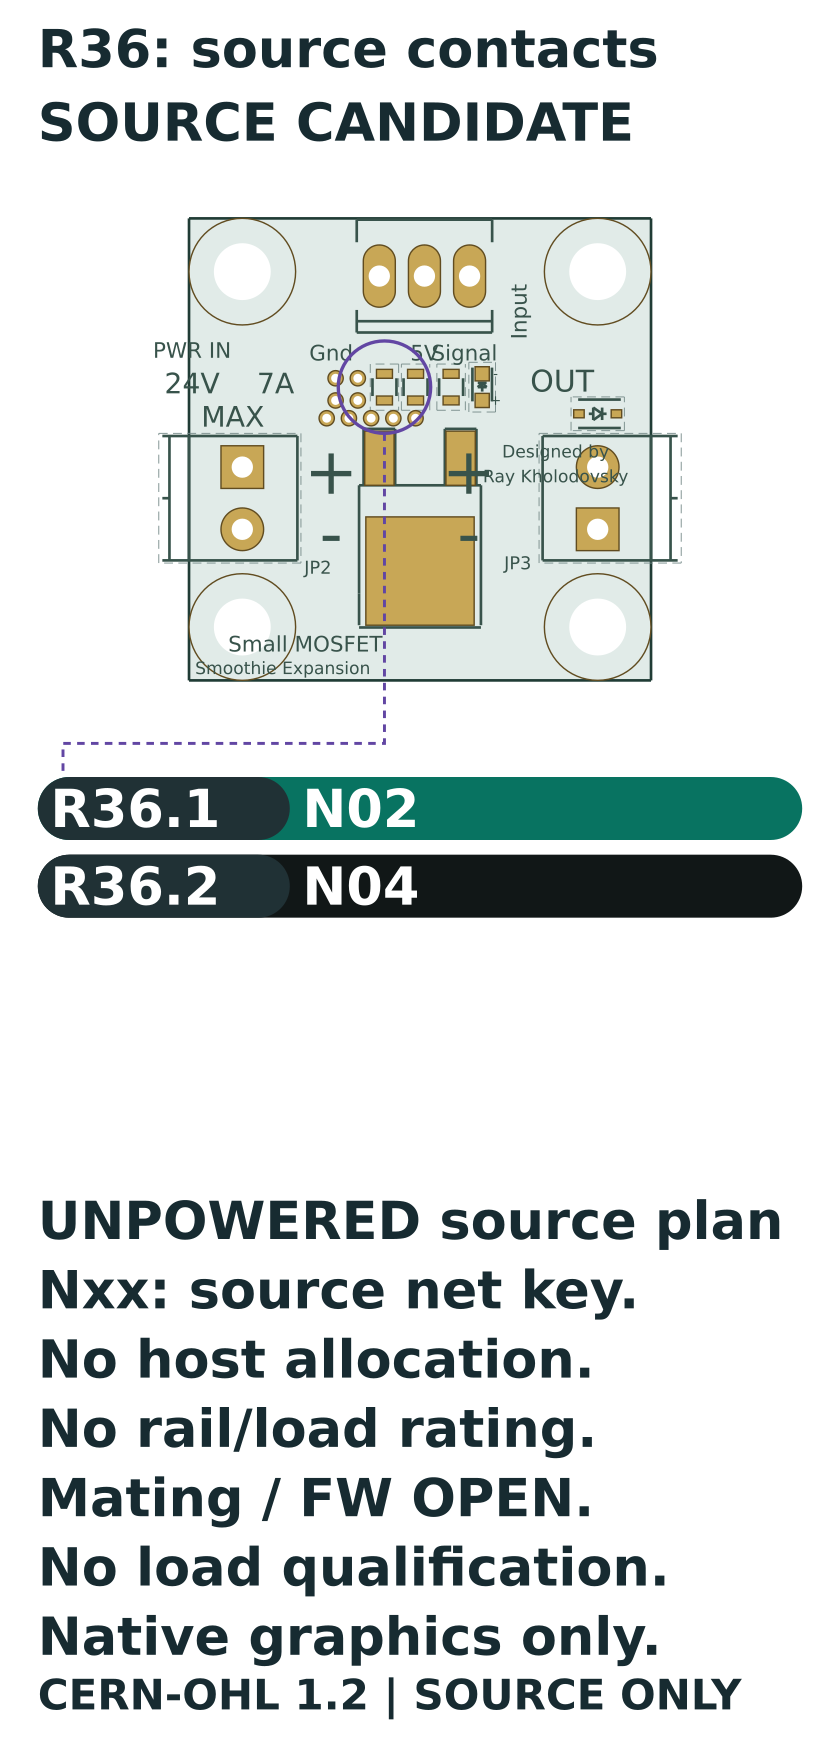 R36: source contacts
SOURCE CANDIDATE
Input
PWR IN
Gnd 5V Signal
24V 7A
OUT
MAX
Designed by
Ray Kholodovsky
+ +
- -
JP2
JP3
Small MOSFET
Smoothie Expansion
R36.1 N02
R36.2 N04
UNPOWERED source plan
Nxx: source net key.
No host allocation.
No rail/load rating.
Mating / FW OPEN.
No load qualification.
Native graphics only.
CERN-OHL 1.2 | SOURCE ONLY